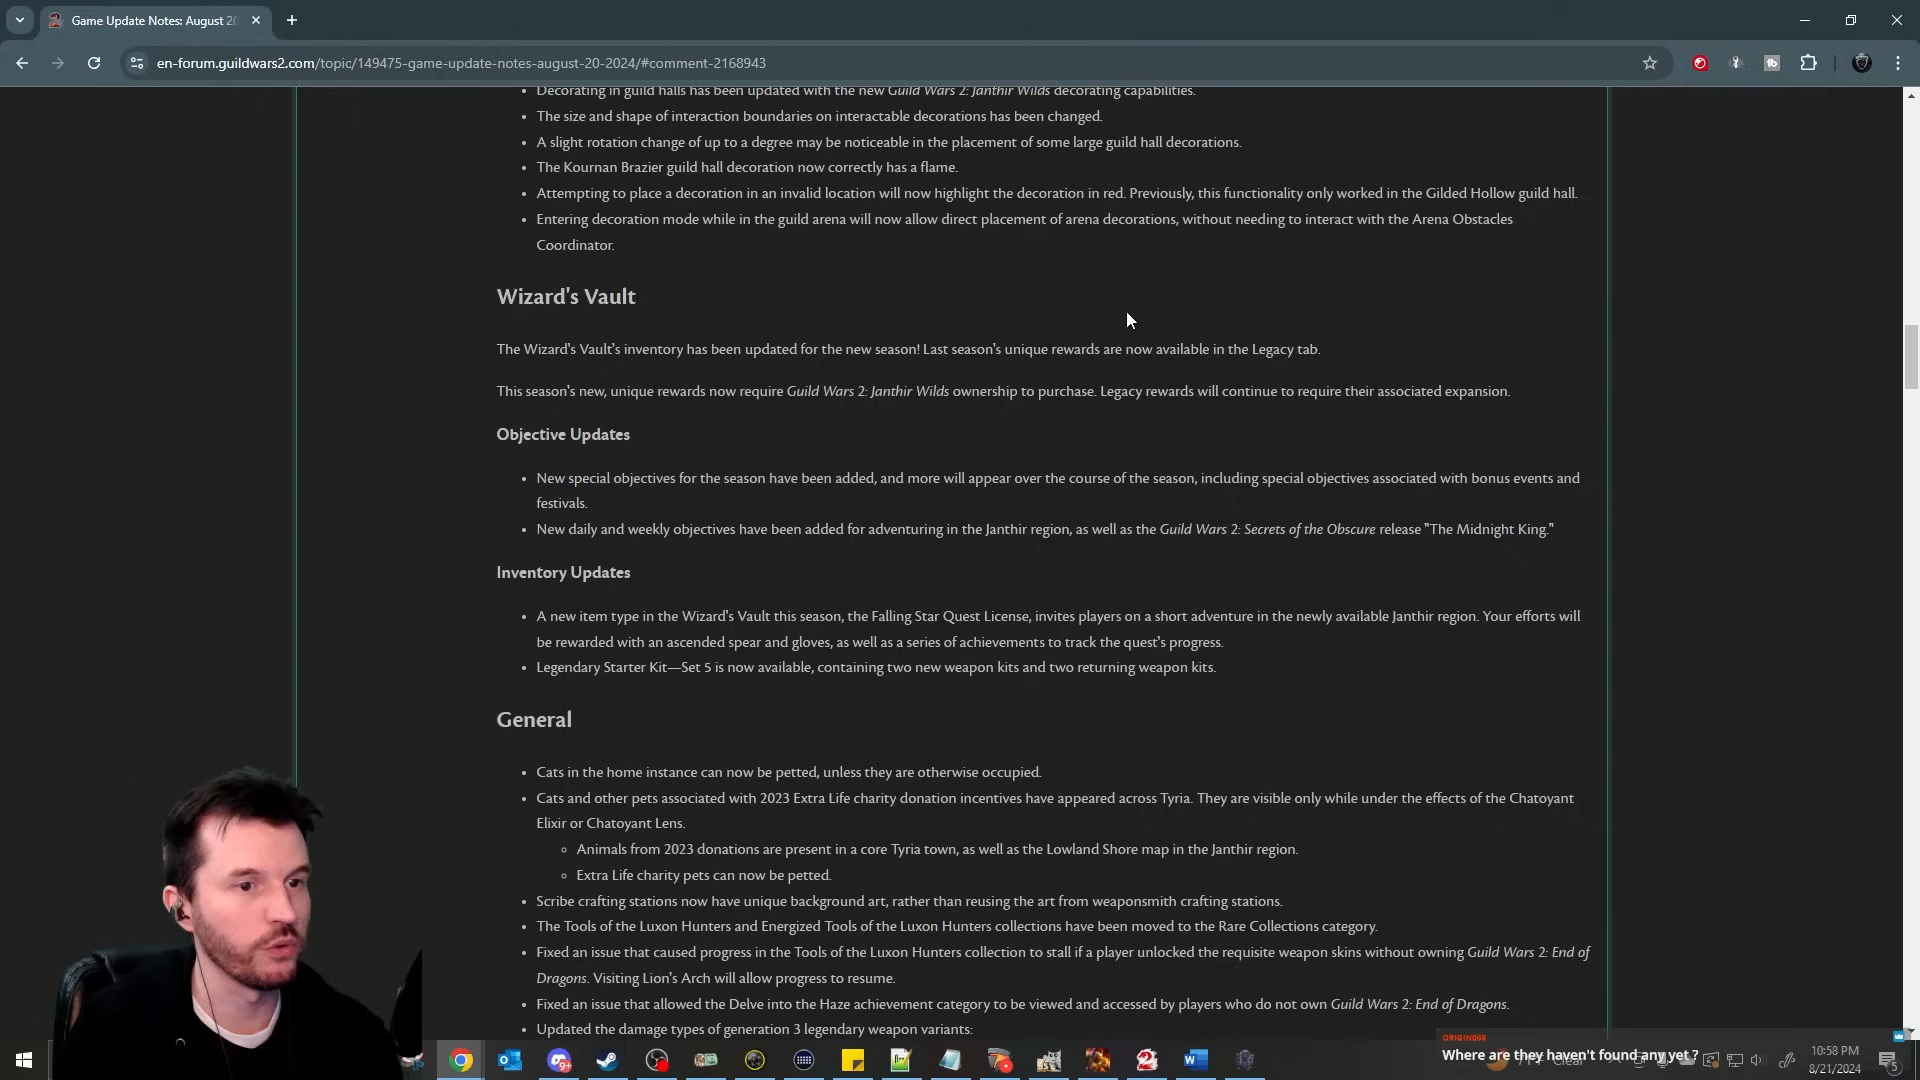 Game Update Notes: August 20
en-forum.guildwars2.com/topic/149475-game-update-notes-august-20-2024/#comment-2168943
• Decorating in guild halls has been updated with the new Guild Wars 2: Janthir Wilds decorating capabilities.
• The size and shape of interaction boundaries on interactable decorations has been changed.
• A slight rotation change of up to a degree may be noticeable in the placement of some large guild hall decorations.
• The Kournan Brazier guild hall decoration now correctly has a flame.
• Attempting to place a decoration in an invalid location will now highlight the decoration in red. Previously, this functionality only worked in the Gilded Hollow guild hall.
• Entering decoration mode while in the guild arena will now allow direct placement of arena decorations, without needing to interact with the Arena Obstacles
Coordinator.
Wizard's Vault
The Wizard's Vault's inventory has been updated for the new season! Last season's unique rewards are now available in the Legacy tab.
This season's new, unique rewards now require Guild Wars 2: Janthir Wilds ownership to purchase. Legacy rewards will continue to require their associated expansion.
Objective Updates
• New special objectives for the season have been added, and more will appear over the course of the season, including special objectives associated with bonus events and
festivals.
• New daily and weekly objectives have been added for adventuring in the Janthir region, as well as the Guild Wars 2: Secrets of the Obscure release "The Midnight King."
Inventory Updates
• A new item type in the Wizard's Vault this season, the Falling Star Quest License, invites players on a short adventure in the newly available Janthir region. Your efforts will
be rewarded with an ascended spear and gloves, as well as a series of achievements to track the quest's progress.
• Legendary Starter Kit—Set 5 is now available, containing two new weapon kits and two returning weapon kits.
General
• Cats in the home instance can now be petted, unless they are otherwise occupied.
• Cats and other pets associated with 2023 Extra Life charity donation incentives have appeared across Tyria. They are visible only while under the effects of the Chatoyant
Elixir or Chatoyant Lens.
◦ Animals from 2023 donations are present in a core Tyria town, as well as the Lowland Shore map in the Janthir region.
◦ Extra Life charity pets can now be petted.
• Scribe crafting stations now have unique background art, rather than reusing the art from weaponsmith crafting stations.
• The Tools of the Luxon Hunters and Energized Tools of the Luxon Hunters collections have been moved to the Rare Collections category.
• Fixed an issue that caused progress in the Tools of the Luxon Hunters collection to stall if a player unlocked the requisite weapon skins without owning Guild Wars 2: End of
Dragons. Visiting Lion's Arch will allow progress to resume.
• Fixed an issue that allowed the Delve into the Haze achievement category to be viewed and accessed by players who do not own Guild Wars 2: End of Dragons.
• Updated the damage types of generation 3 legendary weapon variants:
Where are they haven't found any yet ?
Clear
10:58 PM
8/21/2024
5